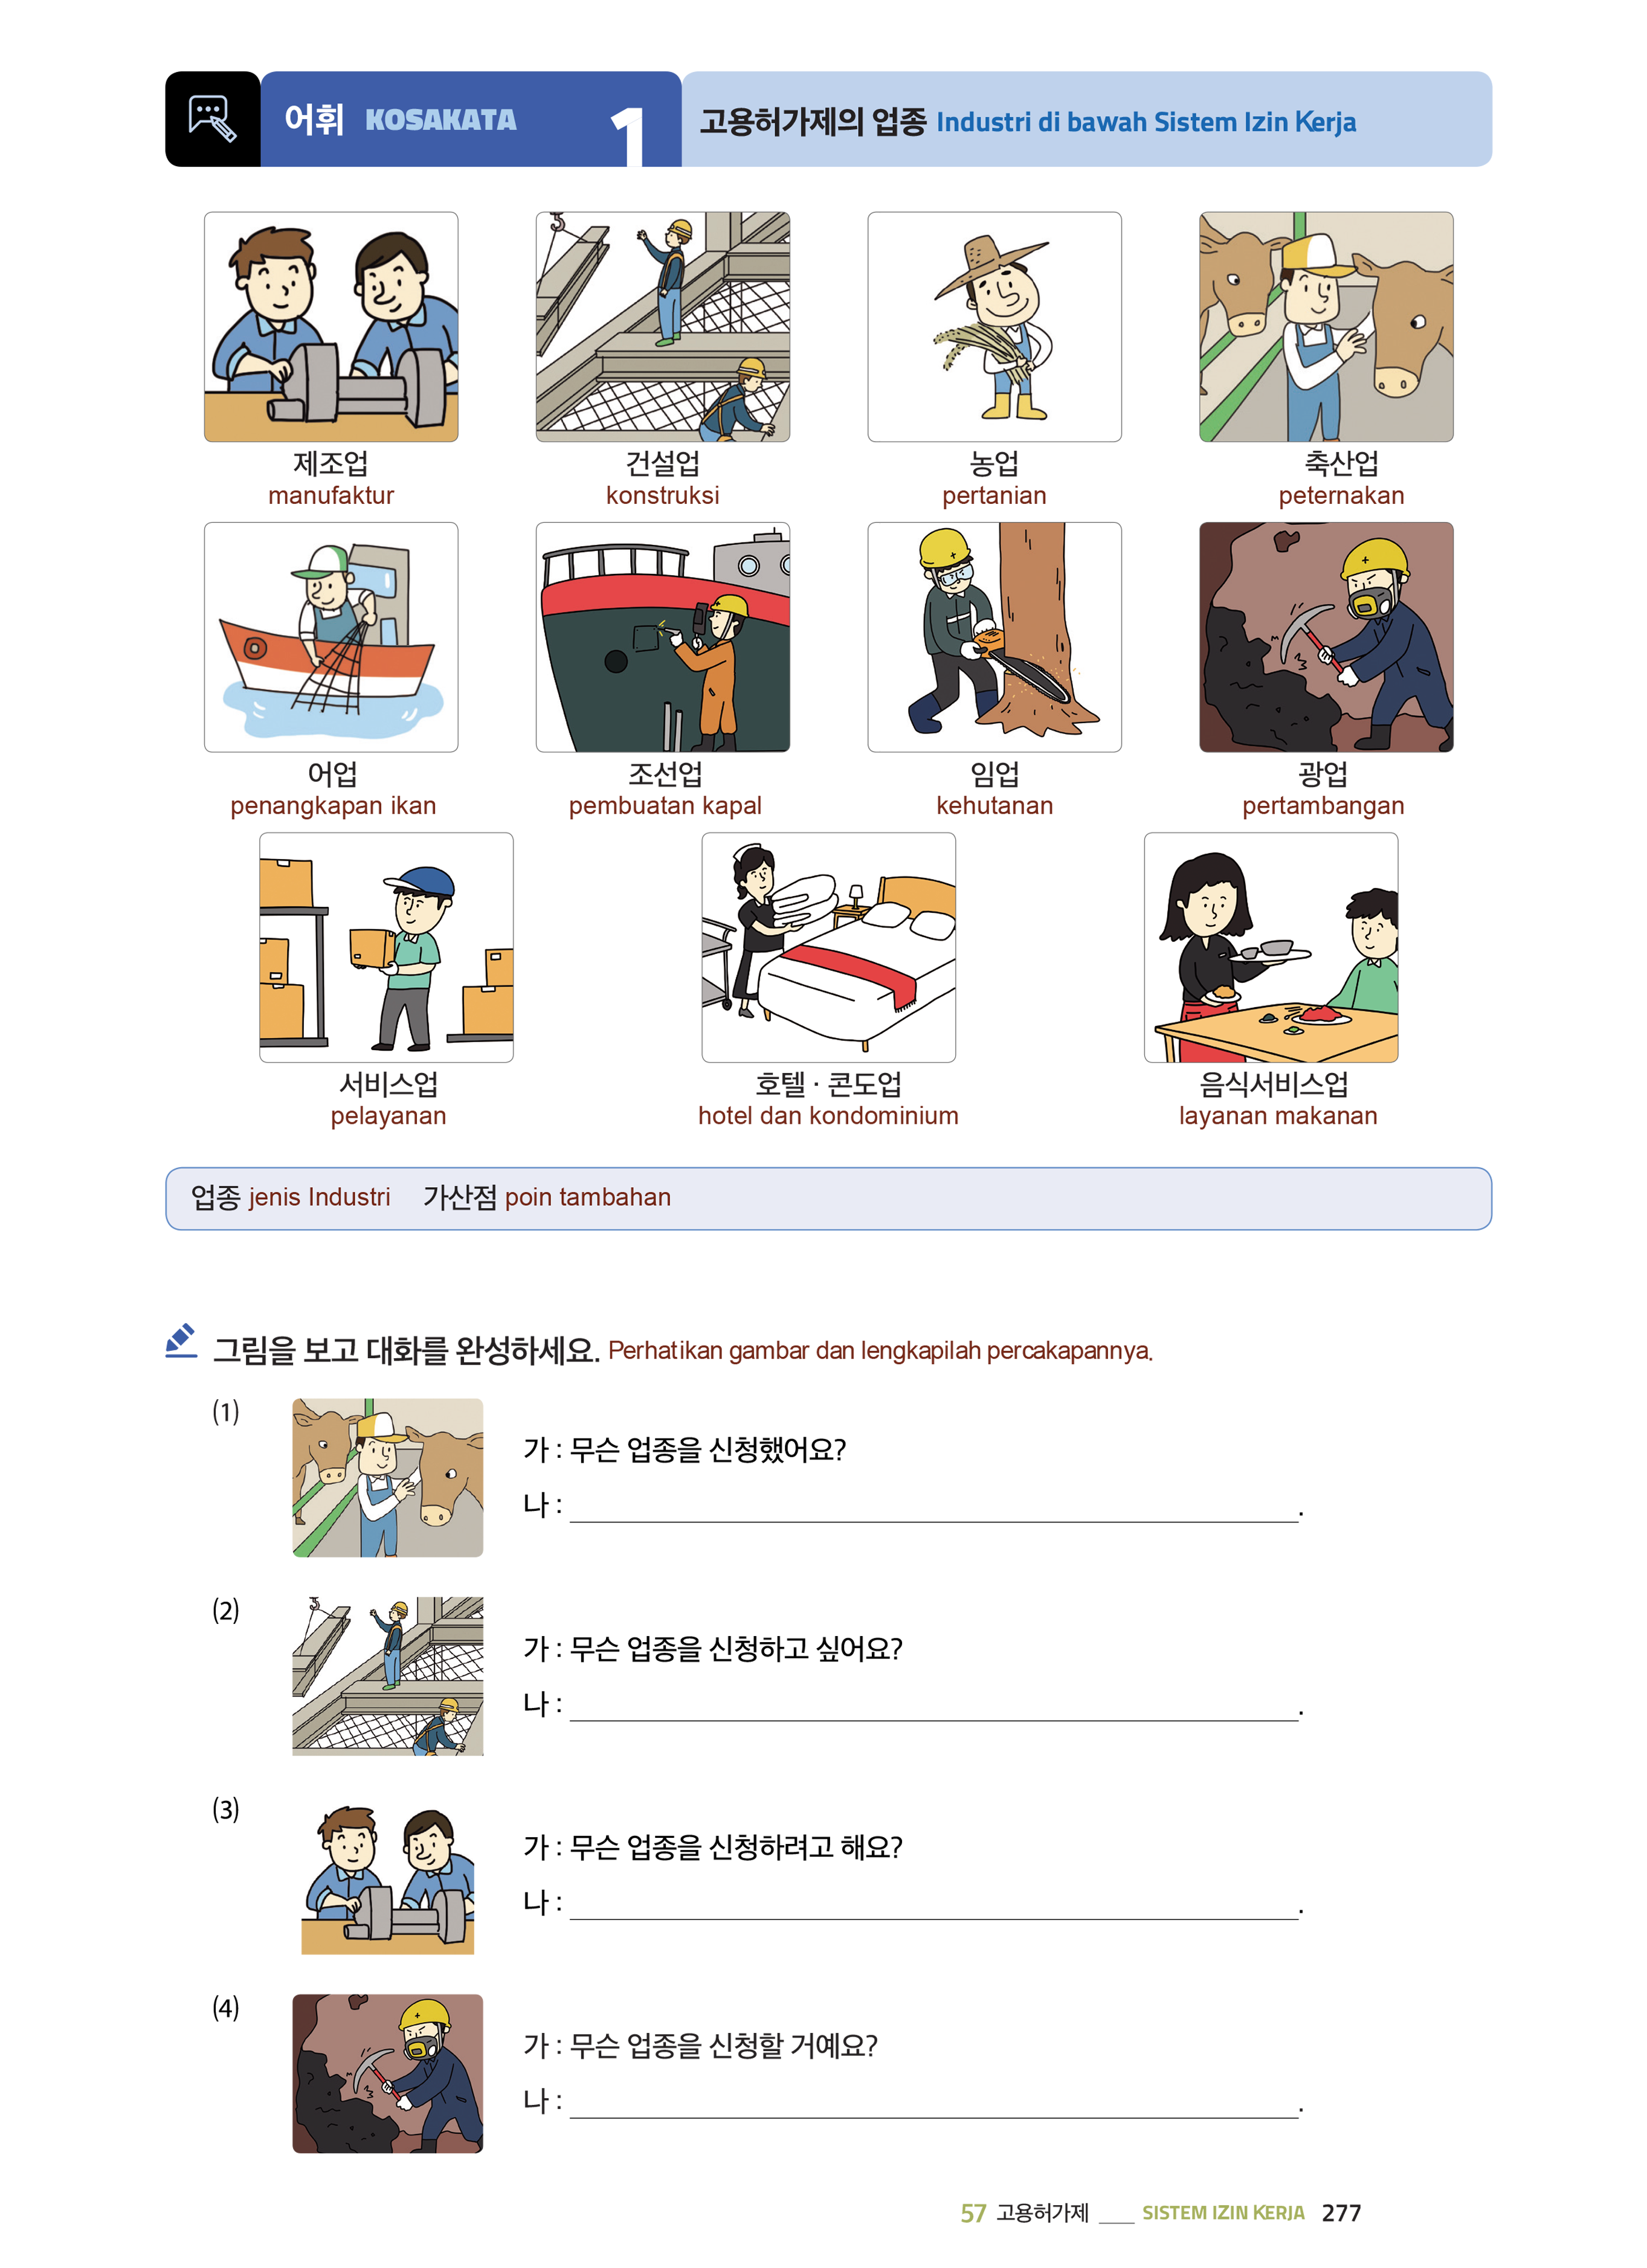 어휘 KOSAKATA 1 고용허가제의 업종 Industri di bawah Sistem Izin Kerja
제조업 건설업 농업 축산업
manufaktur konstruksi pertanian peternakan
어업 조선업 임업 광업
penangkapan ikan pembuatan kapal kehutanan pertambangan
서비스업 호텔 · 콘도업 음식서비스업
pelayanan hotel dan kondominium layanan makanan
업종 jenis Industri 가산점 poin tambahan
그림을 보고 대화를 완성하세요. Perhatikan gambar dan lengkapilah percakapannya.
(1)
가 : 무슨 업종을 신청했어요?
나 : ______________________________.
(2)
가 : 무슨 업종을 신청하고 싶어요?
나 : ______________________________.
(3)
가 : 무슨 업종을 신청하려고 해요?
나 : ______________________________.
(4)
가 : 무슨 업종을 신청할 거예요?
나 : ______________________________.
57 고용허가제 ___ SISTEM IZIN KERJA 277